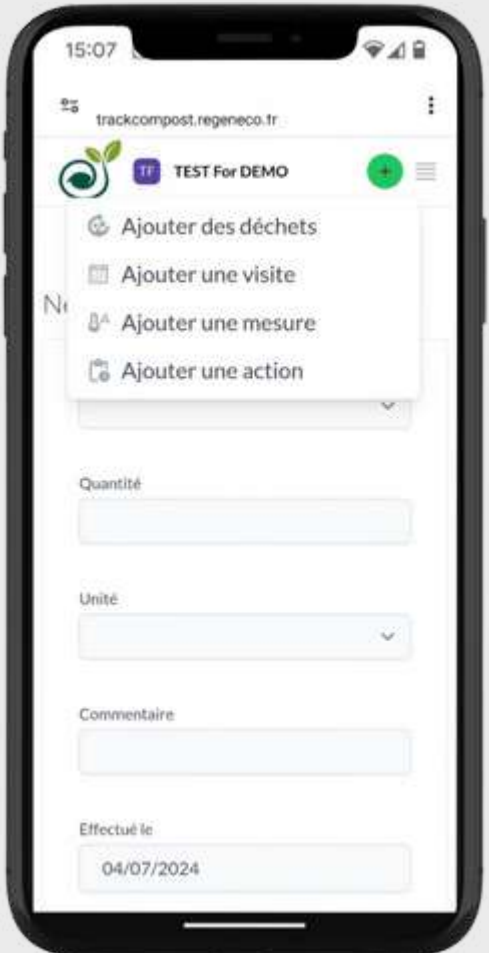 15:07
trackcompost.regeneco.fr
TF TEST For DEMO
Ajouter des déchets
Ajouter une visite
Ajouter une mesure
Ajouter une action
Quantité
Unité
Commentaire
Effectué le
04/07/2024